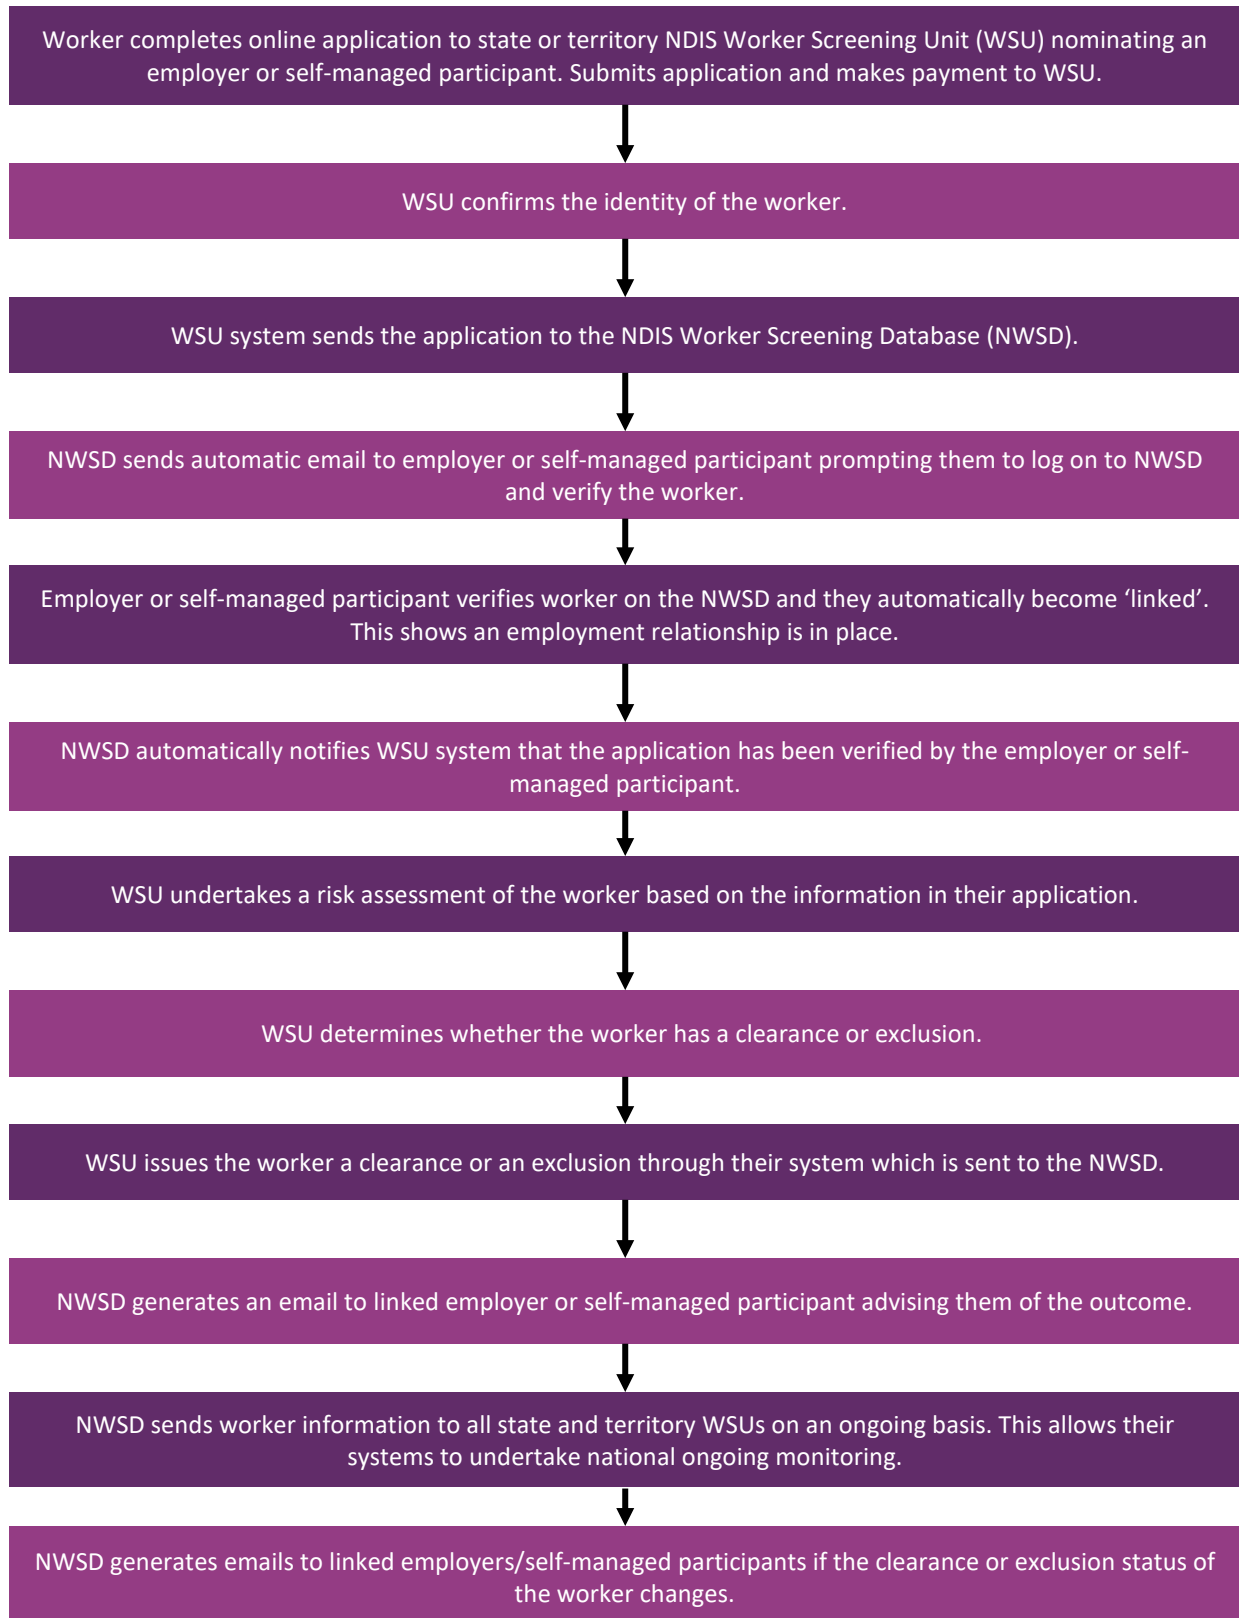 Worker completes online application to state or territory NDIS Worker Screening Unit (WSU) nominating an
employer or self-managed participant. Submits application and makes payment to WSU.
WSU confirms the identity of the worker.
WSU system sends the application to the NDIS Worker Screening Database (NWSD).
NWSD sends automatic email to employer or self-managed participant prompting them to log on to NWSD
and verify the worker.
Employer or self-managed participant verifies worker on the NWSD and they automatically become ‘linked’.
This shows an employment relationship is in place.
NWSD automatically notifies WSU system that the application has been verified by the employer or self-
managed participant.
WSU undertakes a risk assessment of the worker based on the information in their application.
WSU determines whether the worker has a clearance or exclusion.
WSU issues the worker a clearance or an exclusion through their system which is sent to the NWSD.
NWSD generates an email to linked employer or self-managed participant advising them of the outcome.
NWSD sends worker information to all state and territory WSUs on an ongoing basis. This allows their
systems to undertake national ongoing monitoring.
NWSD generates emails to linked employers/self-managed participants if the clearance or exclusion status of
the worker changes.